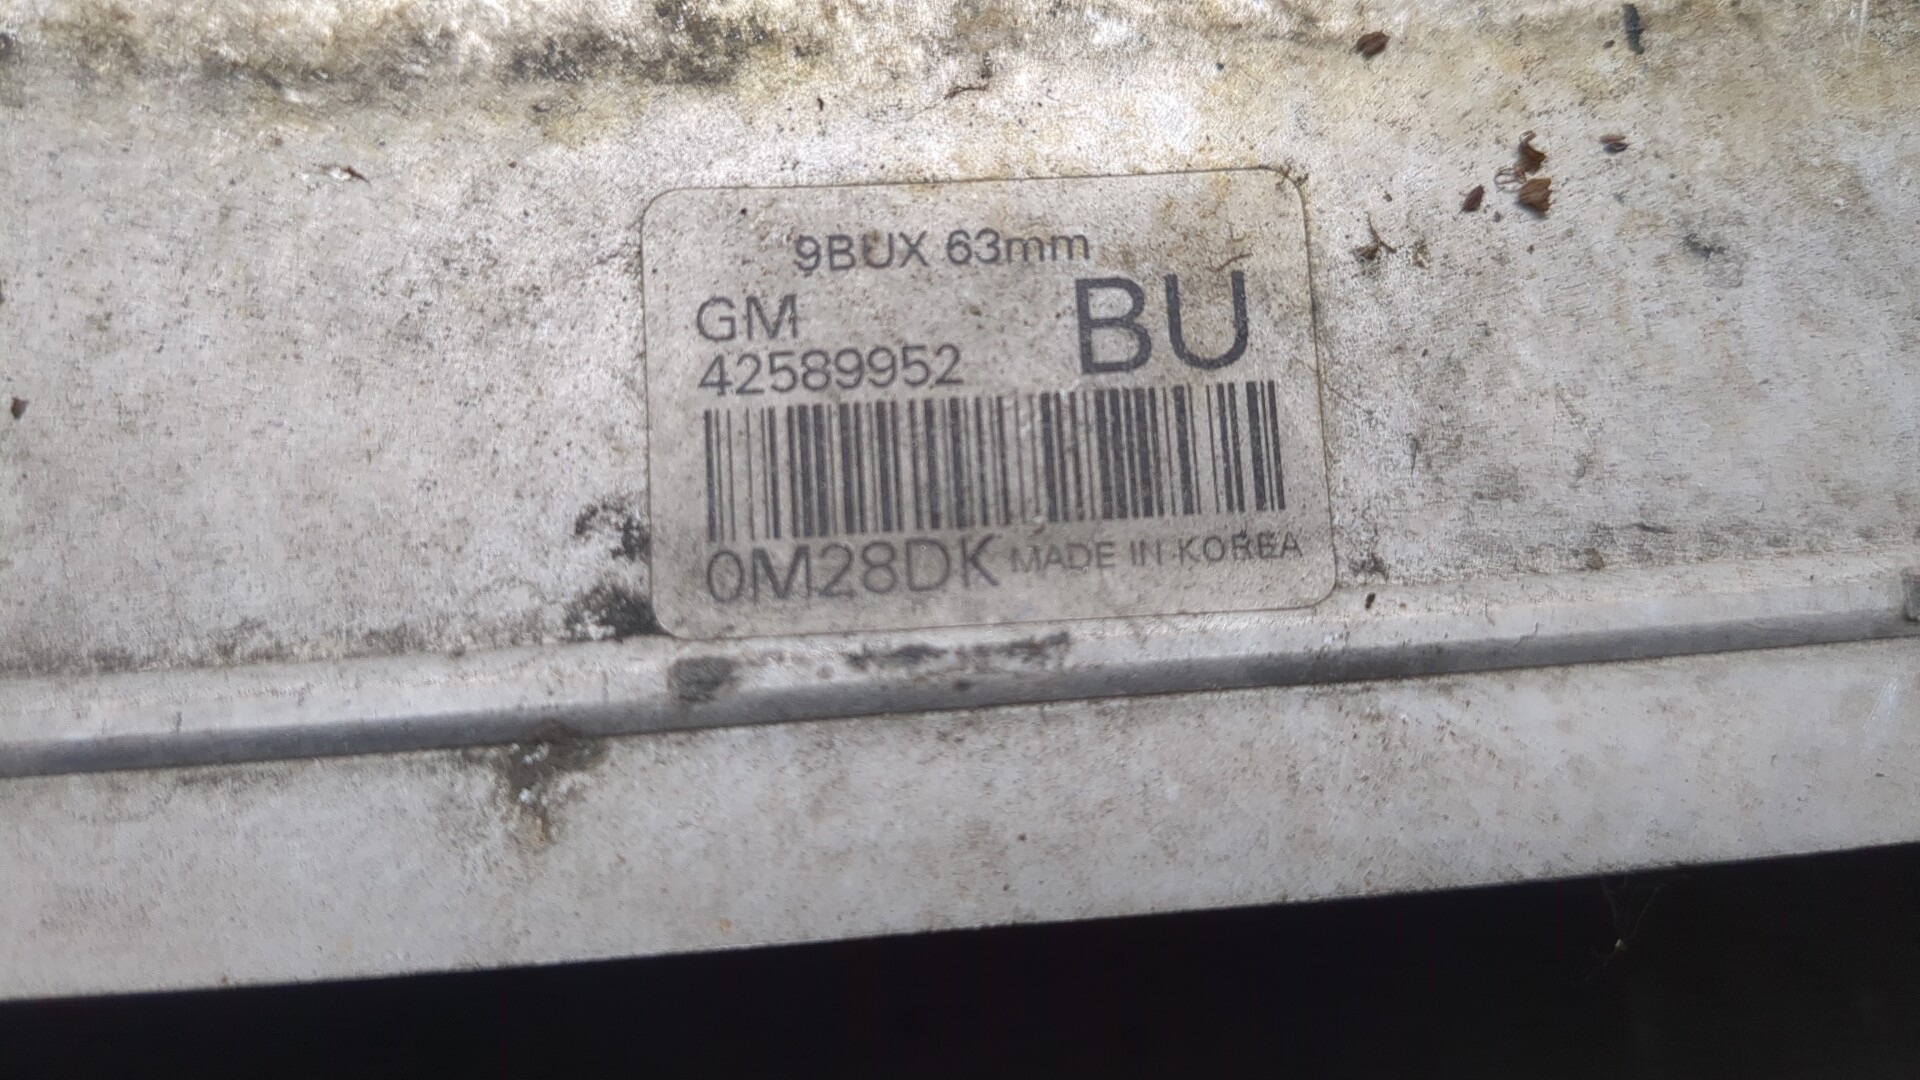 9BUX 63mm
GM
BU
42589952
0M28DK MADE IN KOREA